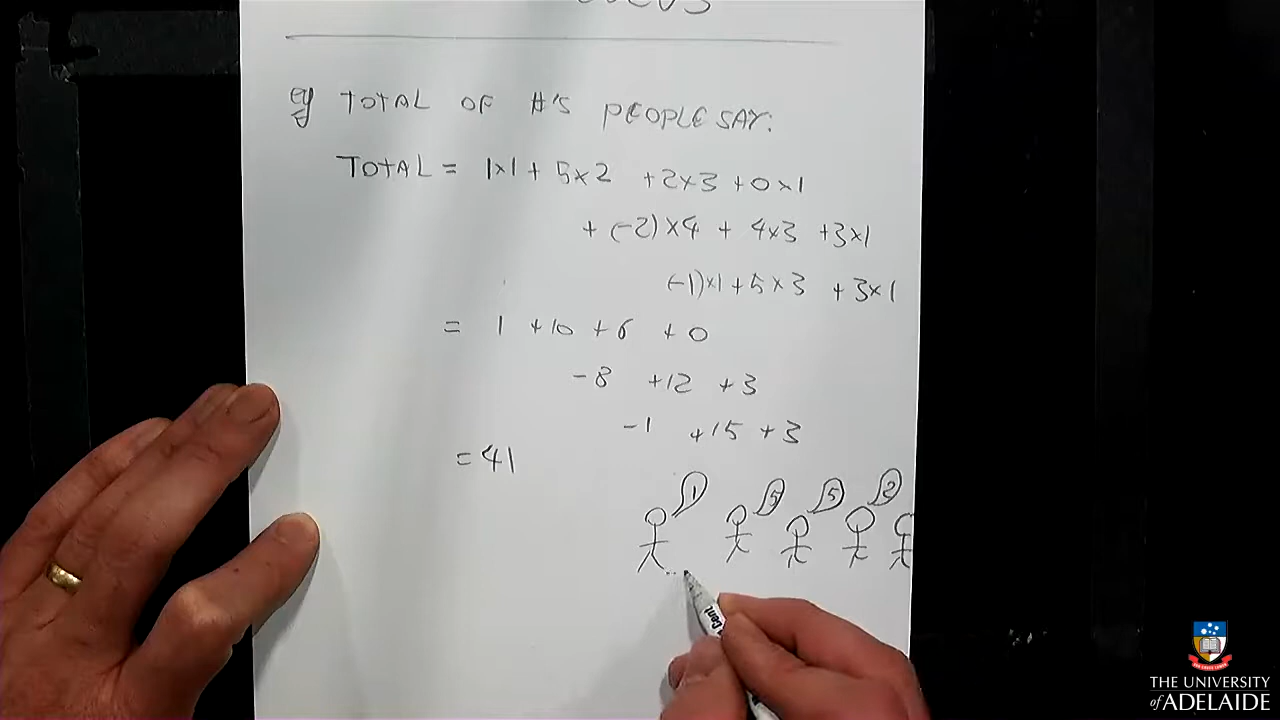 eg TOTAL OF #'S PEOPLE SAY:
TOTAL = 1×1 + 5×2 +2×3 +0×1
+ (-2)×4 + 4×3 +3×1
(-1)×1 + 5×3 +3×1
= 1 +10 +6 +0
-8 +12 +3
-1 +15 +3
= 41
1 5 5 2
Pent
THE UNIVERSITY
of ADELAIDE